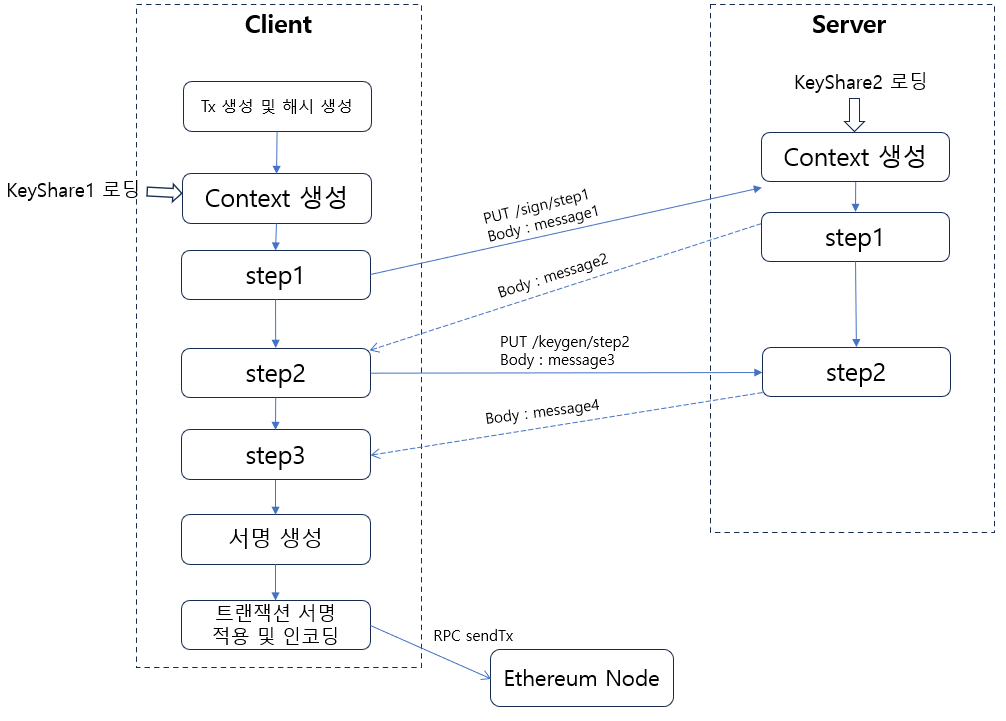 Client
Server
Tx 생성 및 해시 생성
KeyShare2 로딩
KeyShare1 로딩
Context 생성
Context 생성
PUT /sign/step1
Body : message1
step1
step1
Body : message2
PUT /keygen/step2
Body : message3
step2
step2
Body : message4
step3
서명 생성
트랜잭션 서명
적용 및 인코딩
RPC sendTx
Ethereum Node